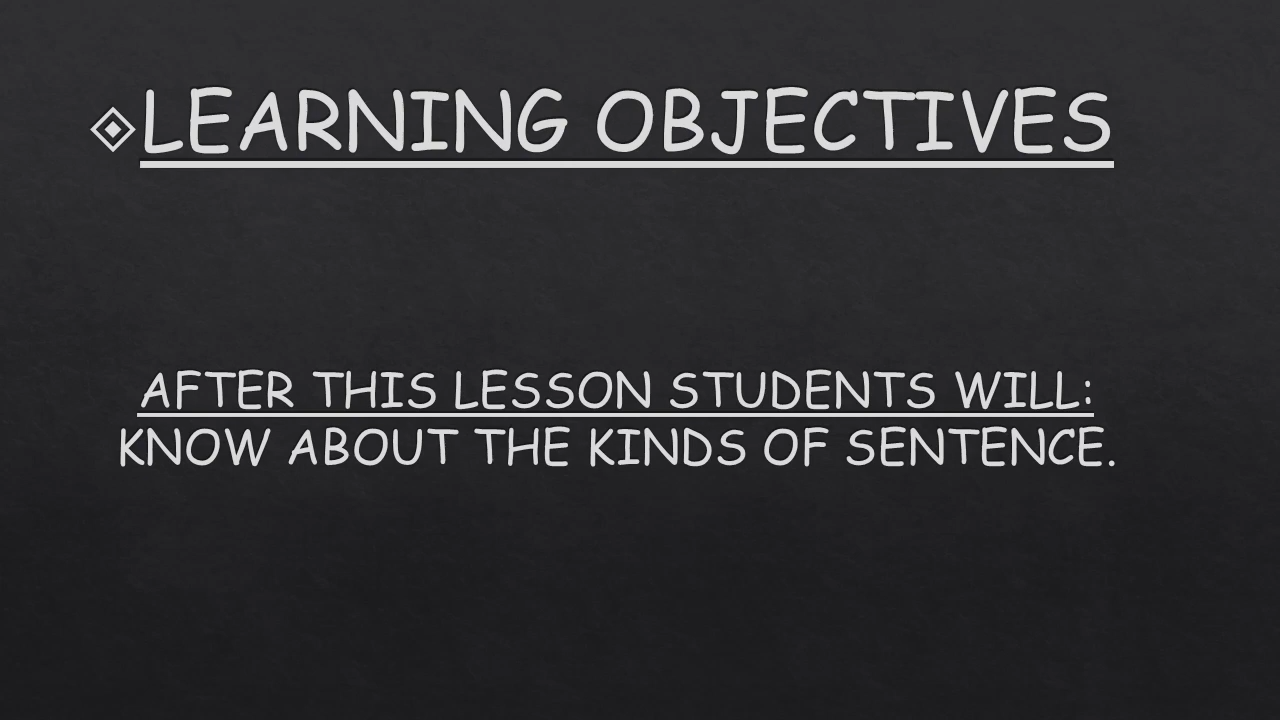 LEARNING OBJECTIVES
AFTER THIS LESSON STUDENTS WILL:
KNOW ABOUT THE KINDS OF SENTENCE.